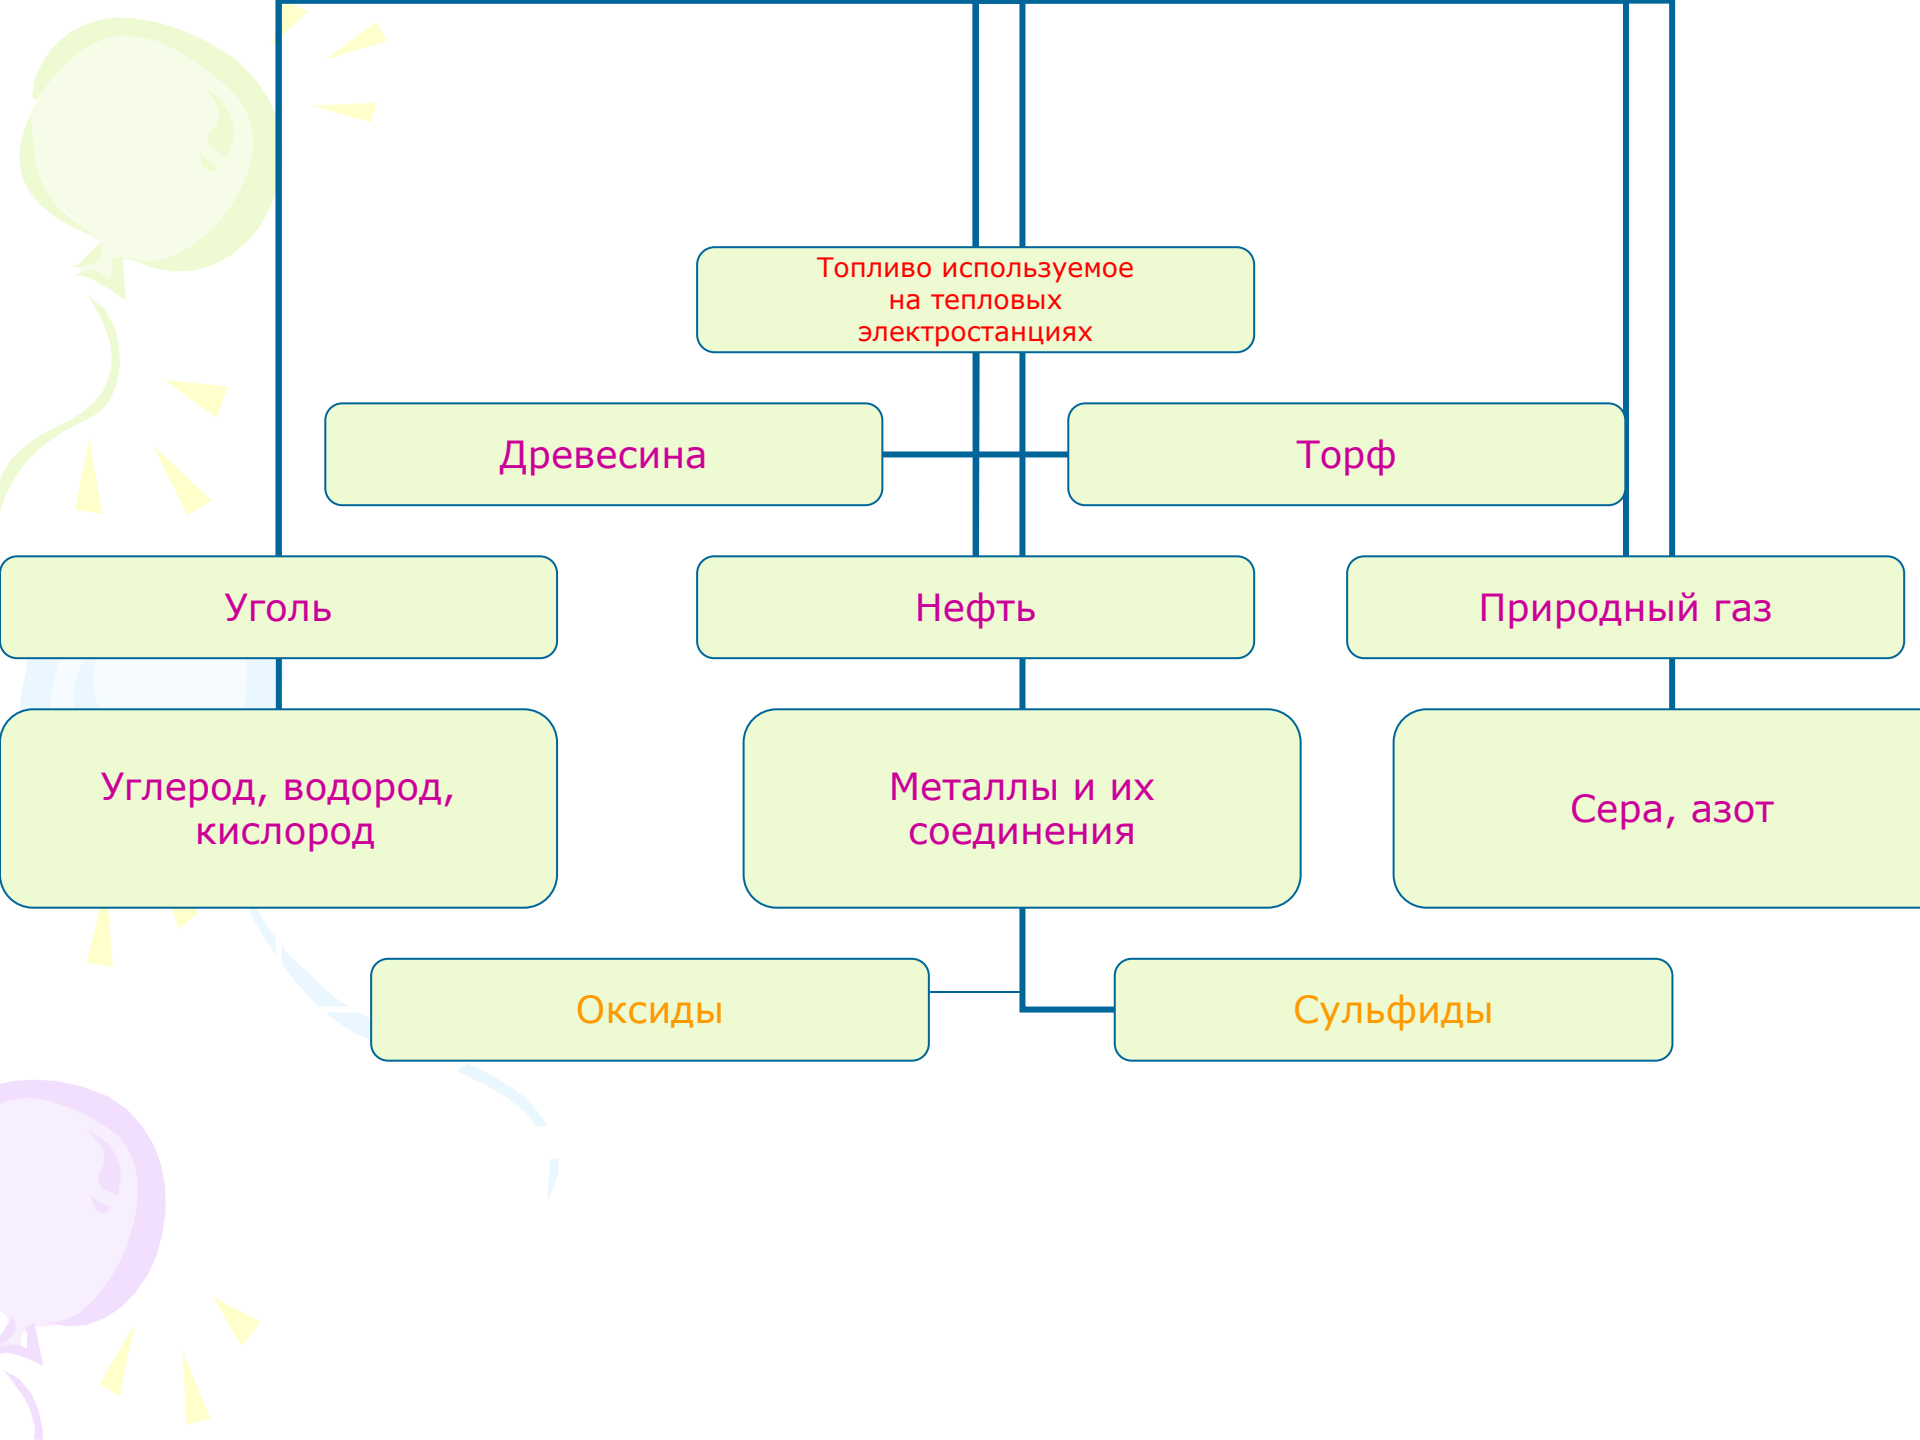 Топливо используемое
на тепловых
электростанциях
Древесина
Торф
Уголь
Нефть
Природный газ
Углерод, водород,
кислород
Металлы и их
соединения
Сера, азот
Оксиды
Сульфиды